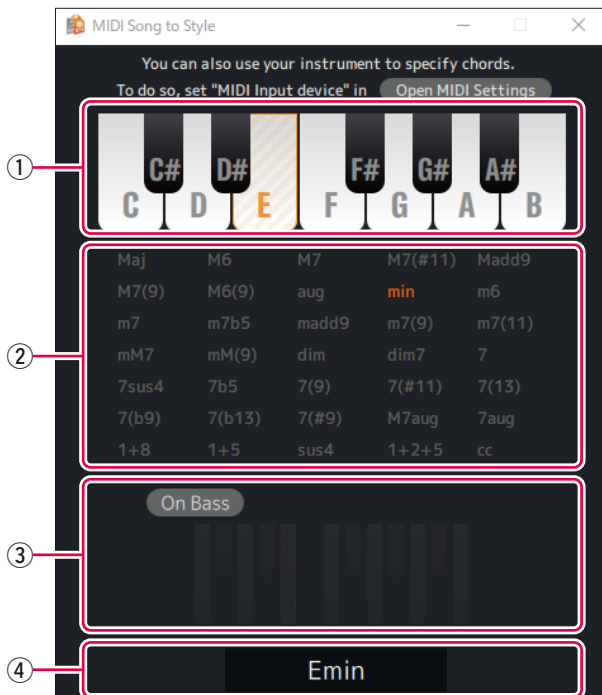 MIDI Song to Style
You can also use your instrument to specify chords.
To do so, set "MIDI Input device" in Open MIDI Settings
① C# D# F# G# A#
C D E F G A B
Maj M6 M7 M7(#11) Madd9
M7(9) M6(9) aug min m6
m7 m7b5 madd9 m7(9) m7(11)
② mM7 mM(9) dim dim7 7
7sus4 7b5 7(9) 7(#11) 7(13)
7(b9) 7(b13) 7(#9) M7aug 7aug
1+8 1+5 sus4 1+2+5 cc
On Bass
③
④ Emin